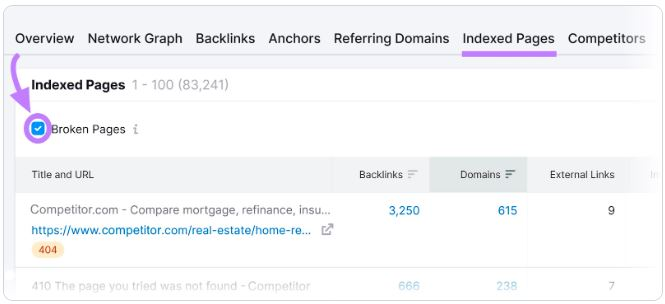 Overview Network Graph Backlinks Anchors Referring Domains Indexed Pages Competitors
Indexed Pages 1 - 100 (83,241)
Broken Pages i
Title and URL Backlinks Domains External Links In
Competitor.com - Compare mortgage, refinance, insu... 3,250 615 9
https://www.competitor.com/real-estate/home-re...
404
410 The page you tried was not found - Competitor 666 238 7